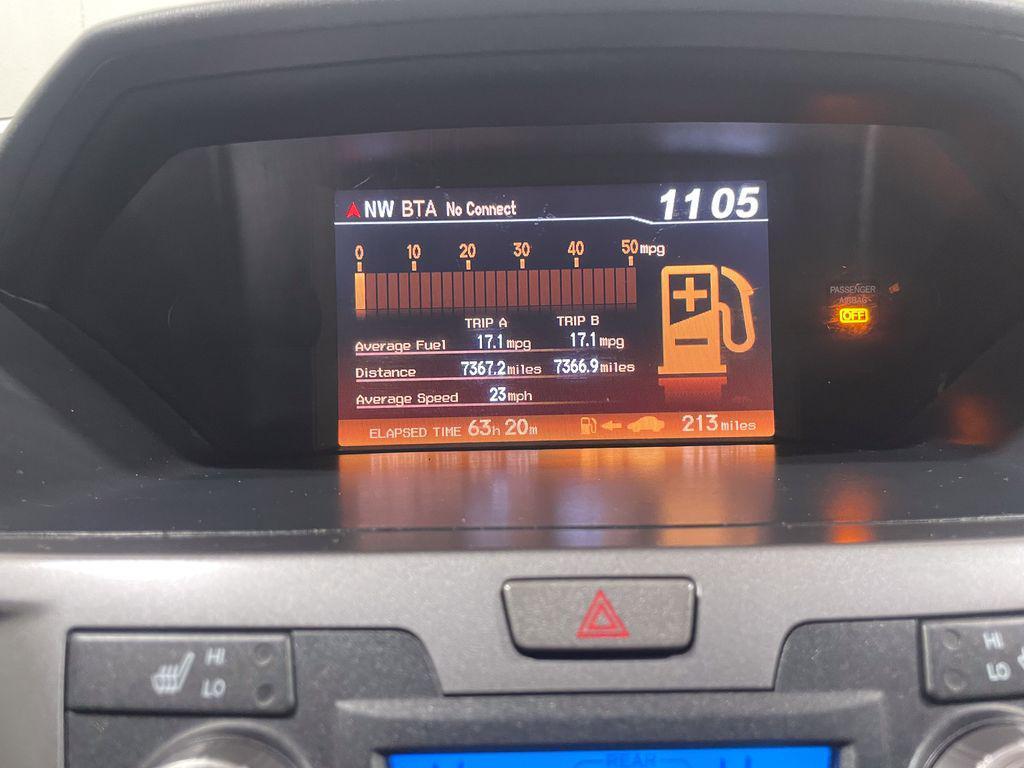 NW BTA No Connect 11 05
0 10 20 30 40 50 mpg
TRIP A TRIP B
Average Fuel 17.1 mpg 17.1 mpg
Distance 7367.2 miles 7366.9 miles
Average Speed 23 mph
ELAPSED TIME 63h 20m 213 miles
PASSENGER
AIRBAG
OFF
HI
LO
HI
LO
REAR